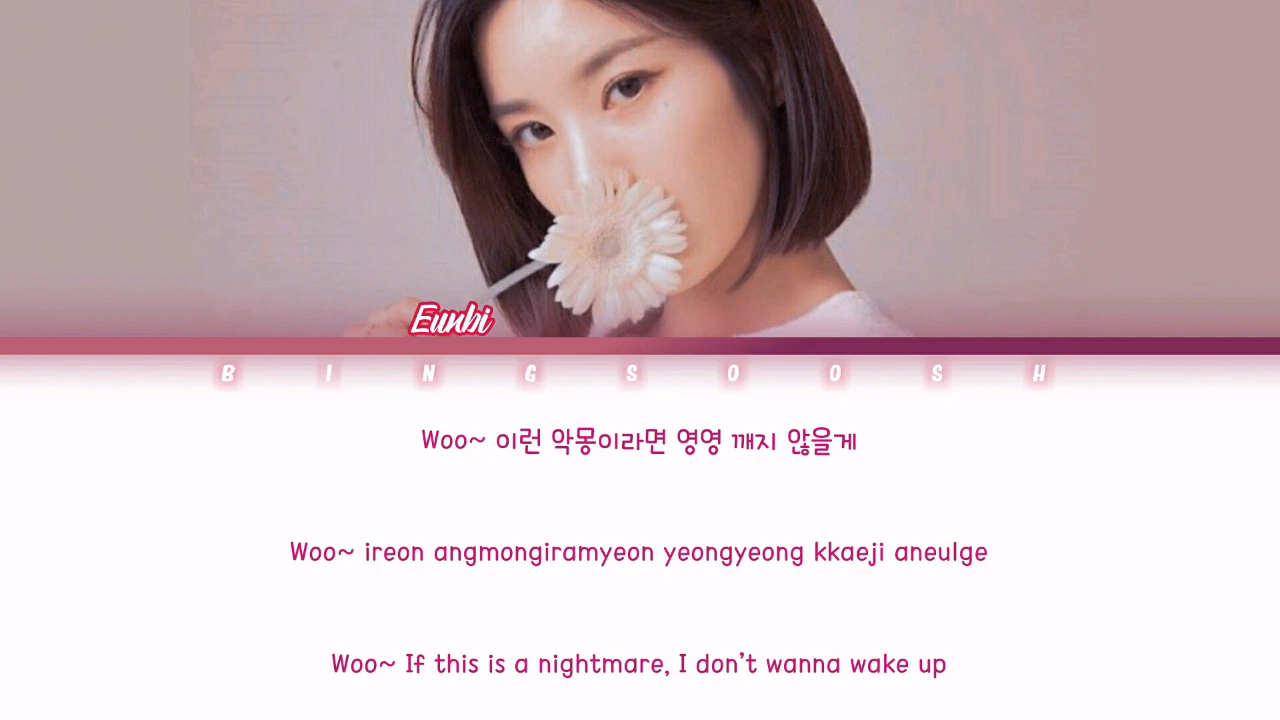 Eunbi
BINGSOOSH
Woo~ 이런 악몽이라면 영영 깨지 않을게
Woo~ ireon angmongiramyeon yeongyeong kkaeji aneulge
Woo~ If this is a nightmare, I don't wanna wake up